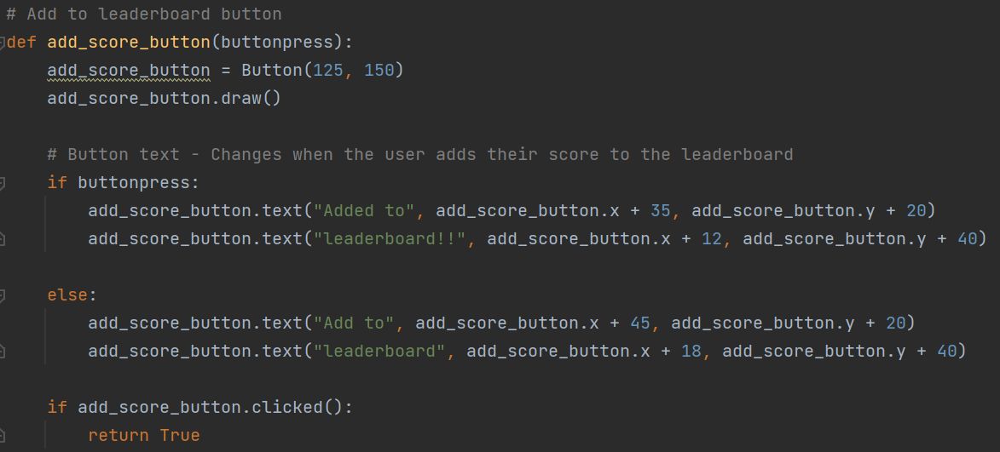 # Add to leaderboard button
def add_score_button(buttonpress):
add_score_button = Button(125, 150)
add_score_button.draw()
# Button text - Changes when the user adds their score to the leaderboard
if buttonpress:
add_score_button.text("Added to", add_score_button.x + 35, add_score_button.y + 20)
add_score_button.text("leaderboard!!", add_score_button.x + 12, add_score_button.y + 40)
else:
add_score_button.text("Add to", add_score_button.x + 45, add_score_button.y + 20)
add_score_button.text("leaderboard", add_score_button.x + 18, add_score_button.y + 40)
if add_score_button.clicked():
return True